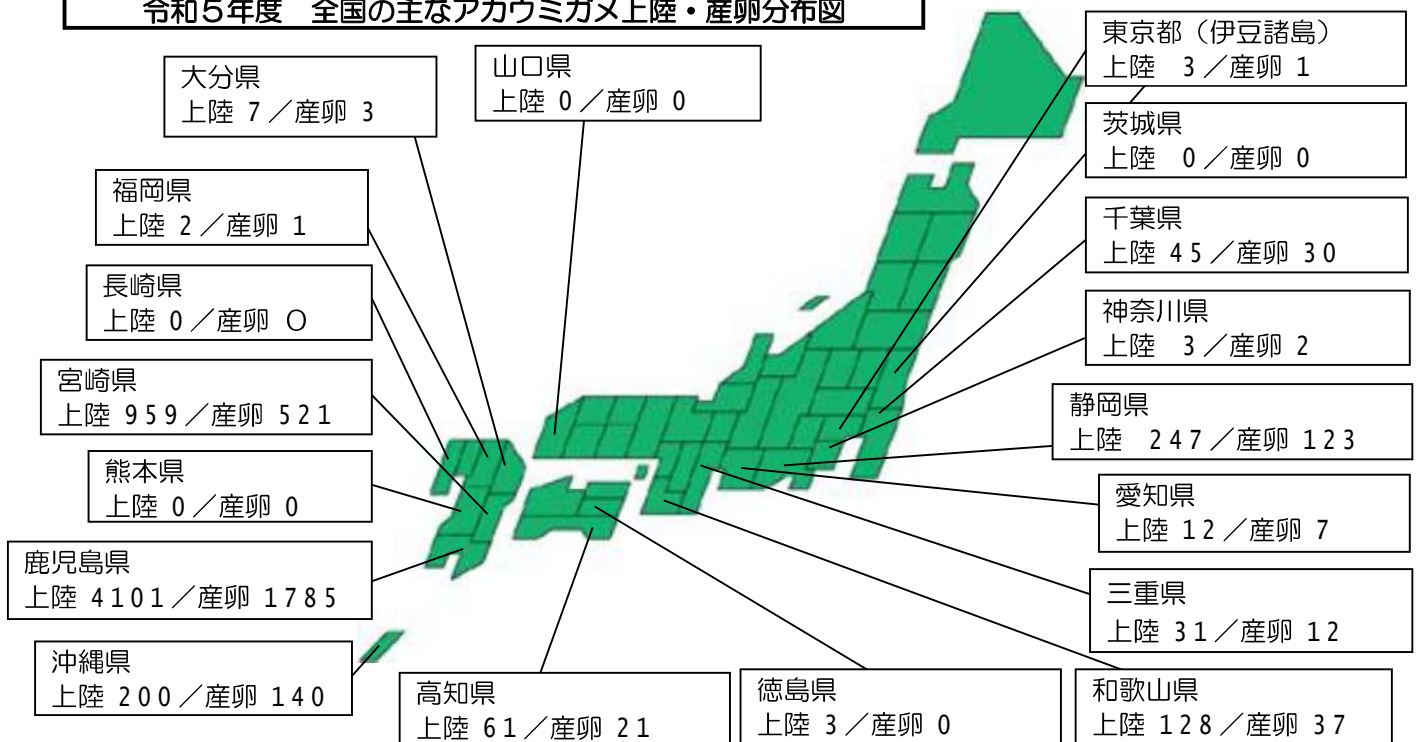 令和５年度　全国の主なアカウミガメ上陸・産卵分布図
大分県
上陸 7／産卵 3
山口県
上陸 0／産卵 0
東京都（伊豆諸島）
上陸　3／産卵 1
茨城県
上陸　0／産卵 0
福岡県
上陸 2／産卵 1
千葉県
上陸 45／産卵 30
長崎県
上陸 0／産卵 〇
神奈川県
上陸　3／産卵 2
宮崎県
上陸 959／産卵 521
静岡県
上陸　247／産卵 123
熊本県
上陸 0／産卵 0
愛知県
上陸 12／産卵 7
鹿児島県
上陸 4101／産卵 1785
三重県
上陸 31／産卵 12
沖縄県
上陸 200／産卵 140
高知県
上陸 61／産卵 21
徳島県
上陸 3／産卵 0
和歌山県
上陸 128／産卵 37